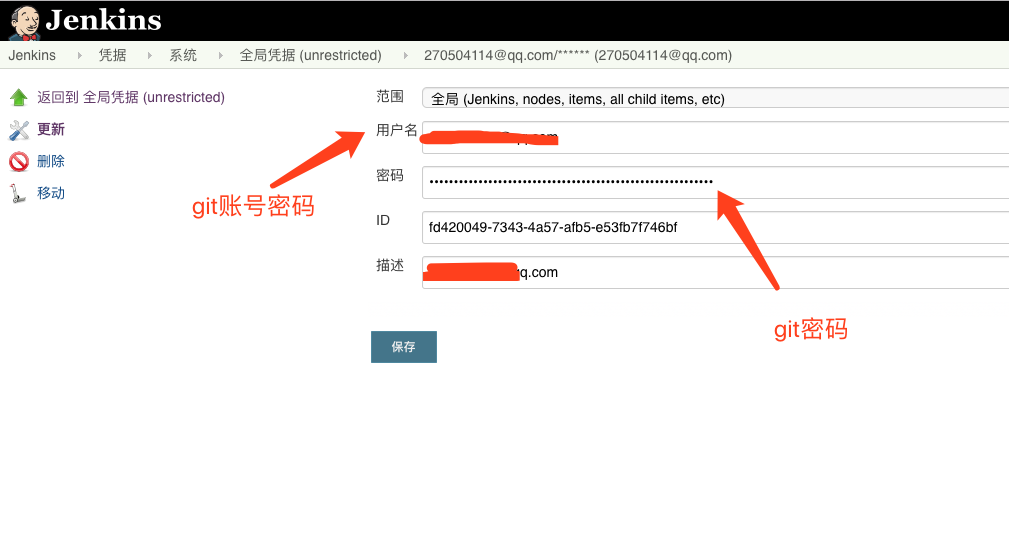 Jenkins
Jenkins 凭据 系统 全局凭据 (unrestricted) 270504114@qq.com/****** (270504114@qq.com)
返回到 全局凭据 (unrestricted)
更新
删除
移动
范围 全局 (Jenkins, nodes, items, all child items, etc)
用户名
密码 ••••••••••••••••••••••••••••••••••••••••••••••••••••••••••
git账号密码
ID fd420049-7343-4a57-afb5-e53fb7f746bf
描述 q.com
git密码
保存